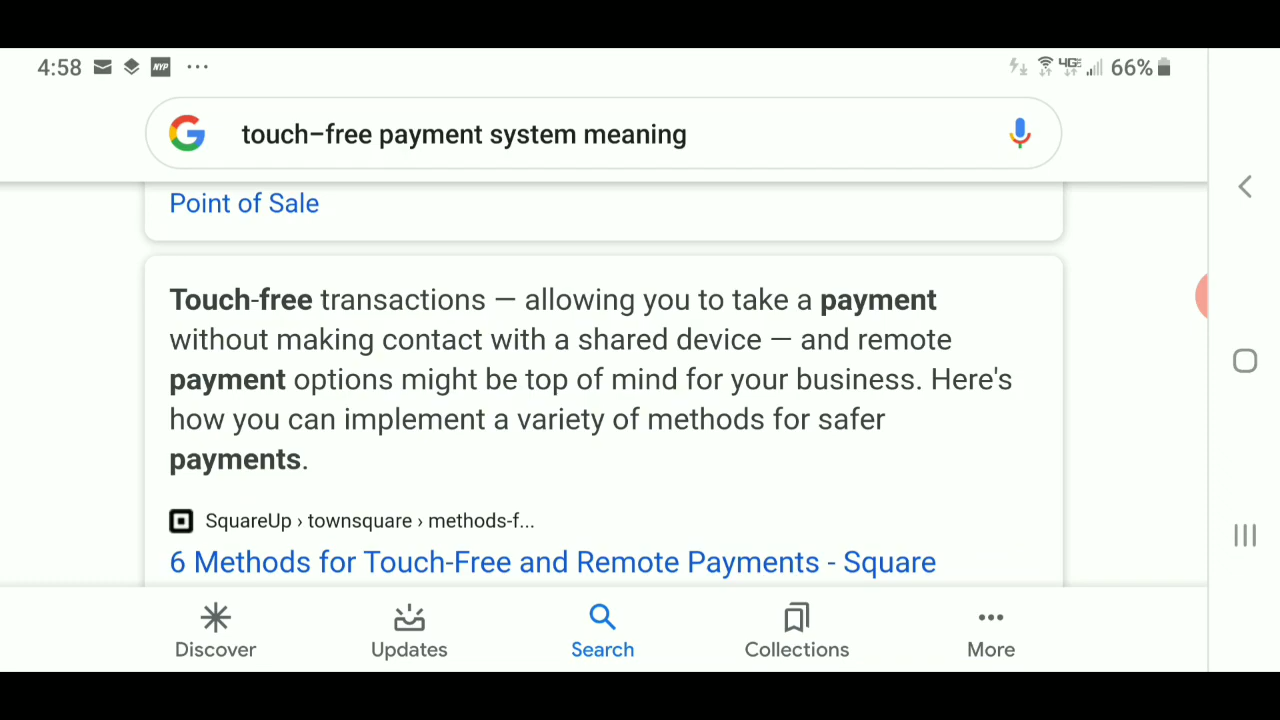 4:58 NYP ... 4GE 66%
touch-free payment system meaning
Point of Sale
Touch-free transactions — allowing you to take a payment
without making contact with a shared device — and remote
payment options might be top of mind for your business. Here's
how you can implement a variety of methods for safer
payments.
SquareUp › townsquare › methods-f...
6 Methods for Touch-Free and Remote Payments - Square
Discover Updates Search Collections More